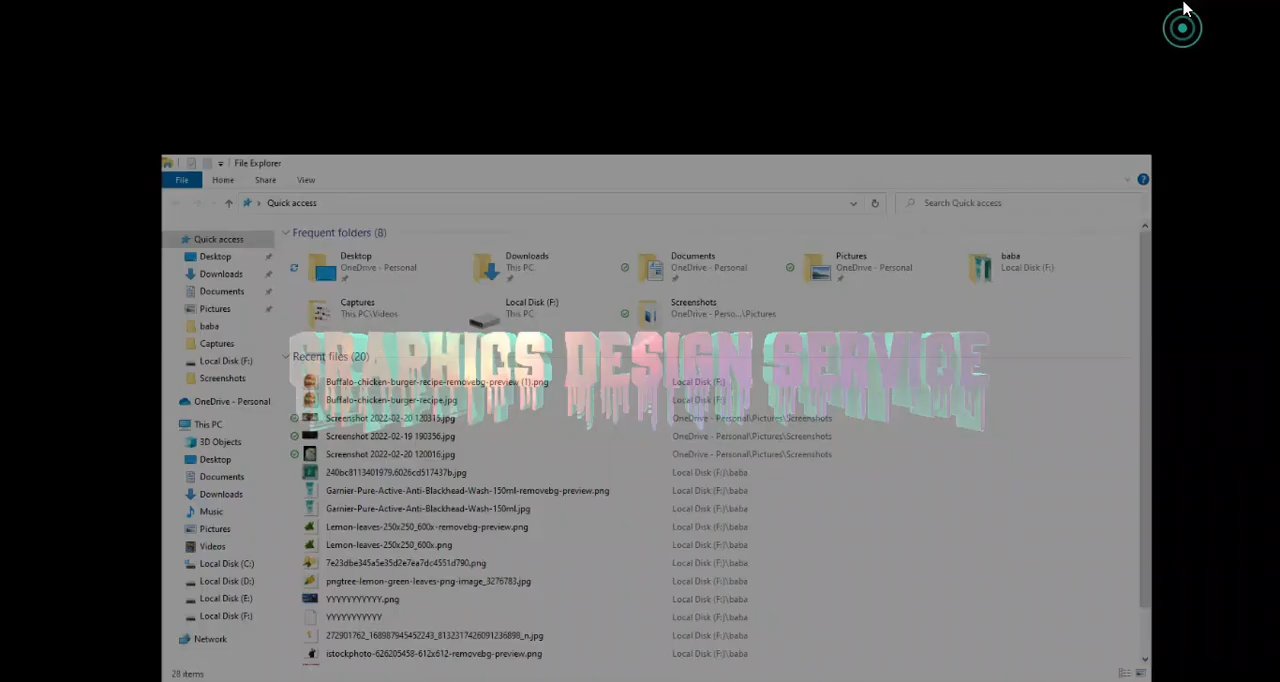 File Explorer
File Home Share View
Quick access
Search Quick access
Quick access
Desktop
Downloads
Documents
Pictures
baba
Captures
Local Disk (F:)
Screenshots
OneDrive - Personal
This PC
3D Objects
Desktop
Documents
Downloads
Music
Pictures
Videos
Local Disk (C:)
Local Disk (D:)
Local Disk (E:)
Local Disk (F:)
Network
Frequent folders (8)
Desktop
OneDrive - Personal
Downloads
This PC
Documents
OneDrive - Personal
Pictures
OneDrive - Personal
baba
Local Disk (F:)
Captures
This PC\Videos
Local Disk (F:)
This PC
Screenshots
OneDrive - Perso...\Pictures
GRAPHICS DESIGN SERVICE
Recent files (20)
Buffalo-chicken-burger-recipe-removebg-preview (1).png Local Disk (F:)
Buffalo-chicken-burger-recipe.jpg Local Disk (F:)
Screenshot 2022-02-20 120315.jpg OneDrive - Personal\Pictures\Screenshots
Screenshot 2022-02-19 190356.jpg OneDrive - Personal\Pictures\Screenshots
Screenshot 2022-02-20 120016.jpg OneDrive - Personal\Pictures\Screenshots
240bc8113401979.6026cd517437b.jpg Local Disk (F:)\baba
Garnier-Pure-Active-Anti-Blackhead-Wash-150ml-removebg-preview.png Local Disk (F:)\baba
Garnier-Pure-Active-Anti-Blackhead-Wash-150ml.jpg Local Disk (F:)\baba
Lemon-leaves-250x250_600x-removebg-preview.png Local Disk (F:)\baba
Lemon-leaves-250x250_600x.png Local Disk (F:)\baba
7e23dbe345a5e35d2e7ea7dc4551d790.png Local Disk (F:)\baba
pngtree-lemon-green-leaves-png-image_3276783.jpg Local Disk (F:)\baba
YYYYYYYYYYY.png Local Disk (F:)\baba
YYYYYYYYYYY Local Disk (F:)\baba
272901762_168987945452243_8132317426091236898_n.jpg Local Disk (F:)\baba
istockphoto-626205458-612x612-removebg-preview.png Local Disk (F:)\baba
28 items